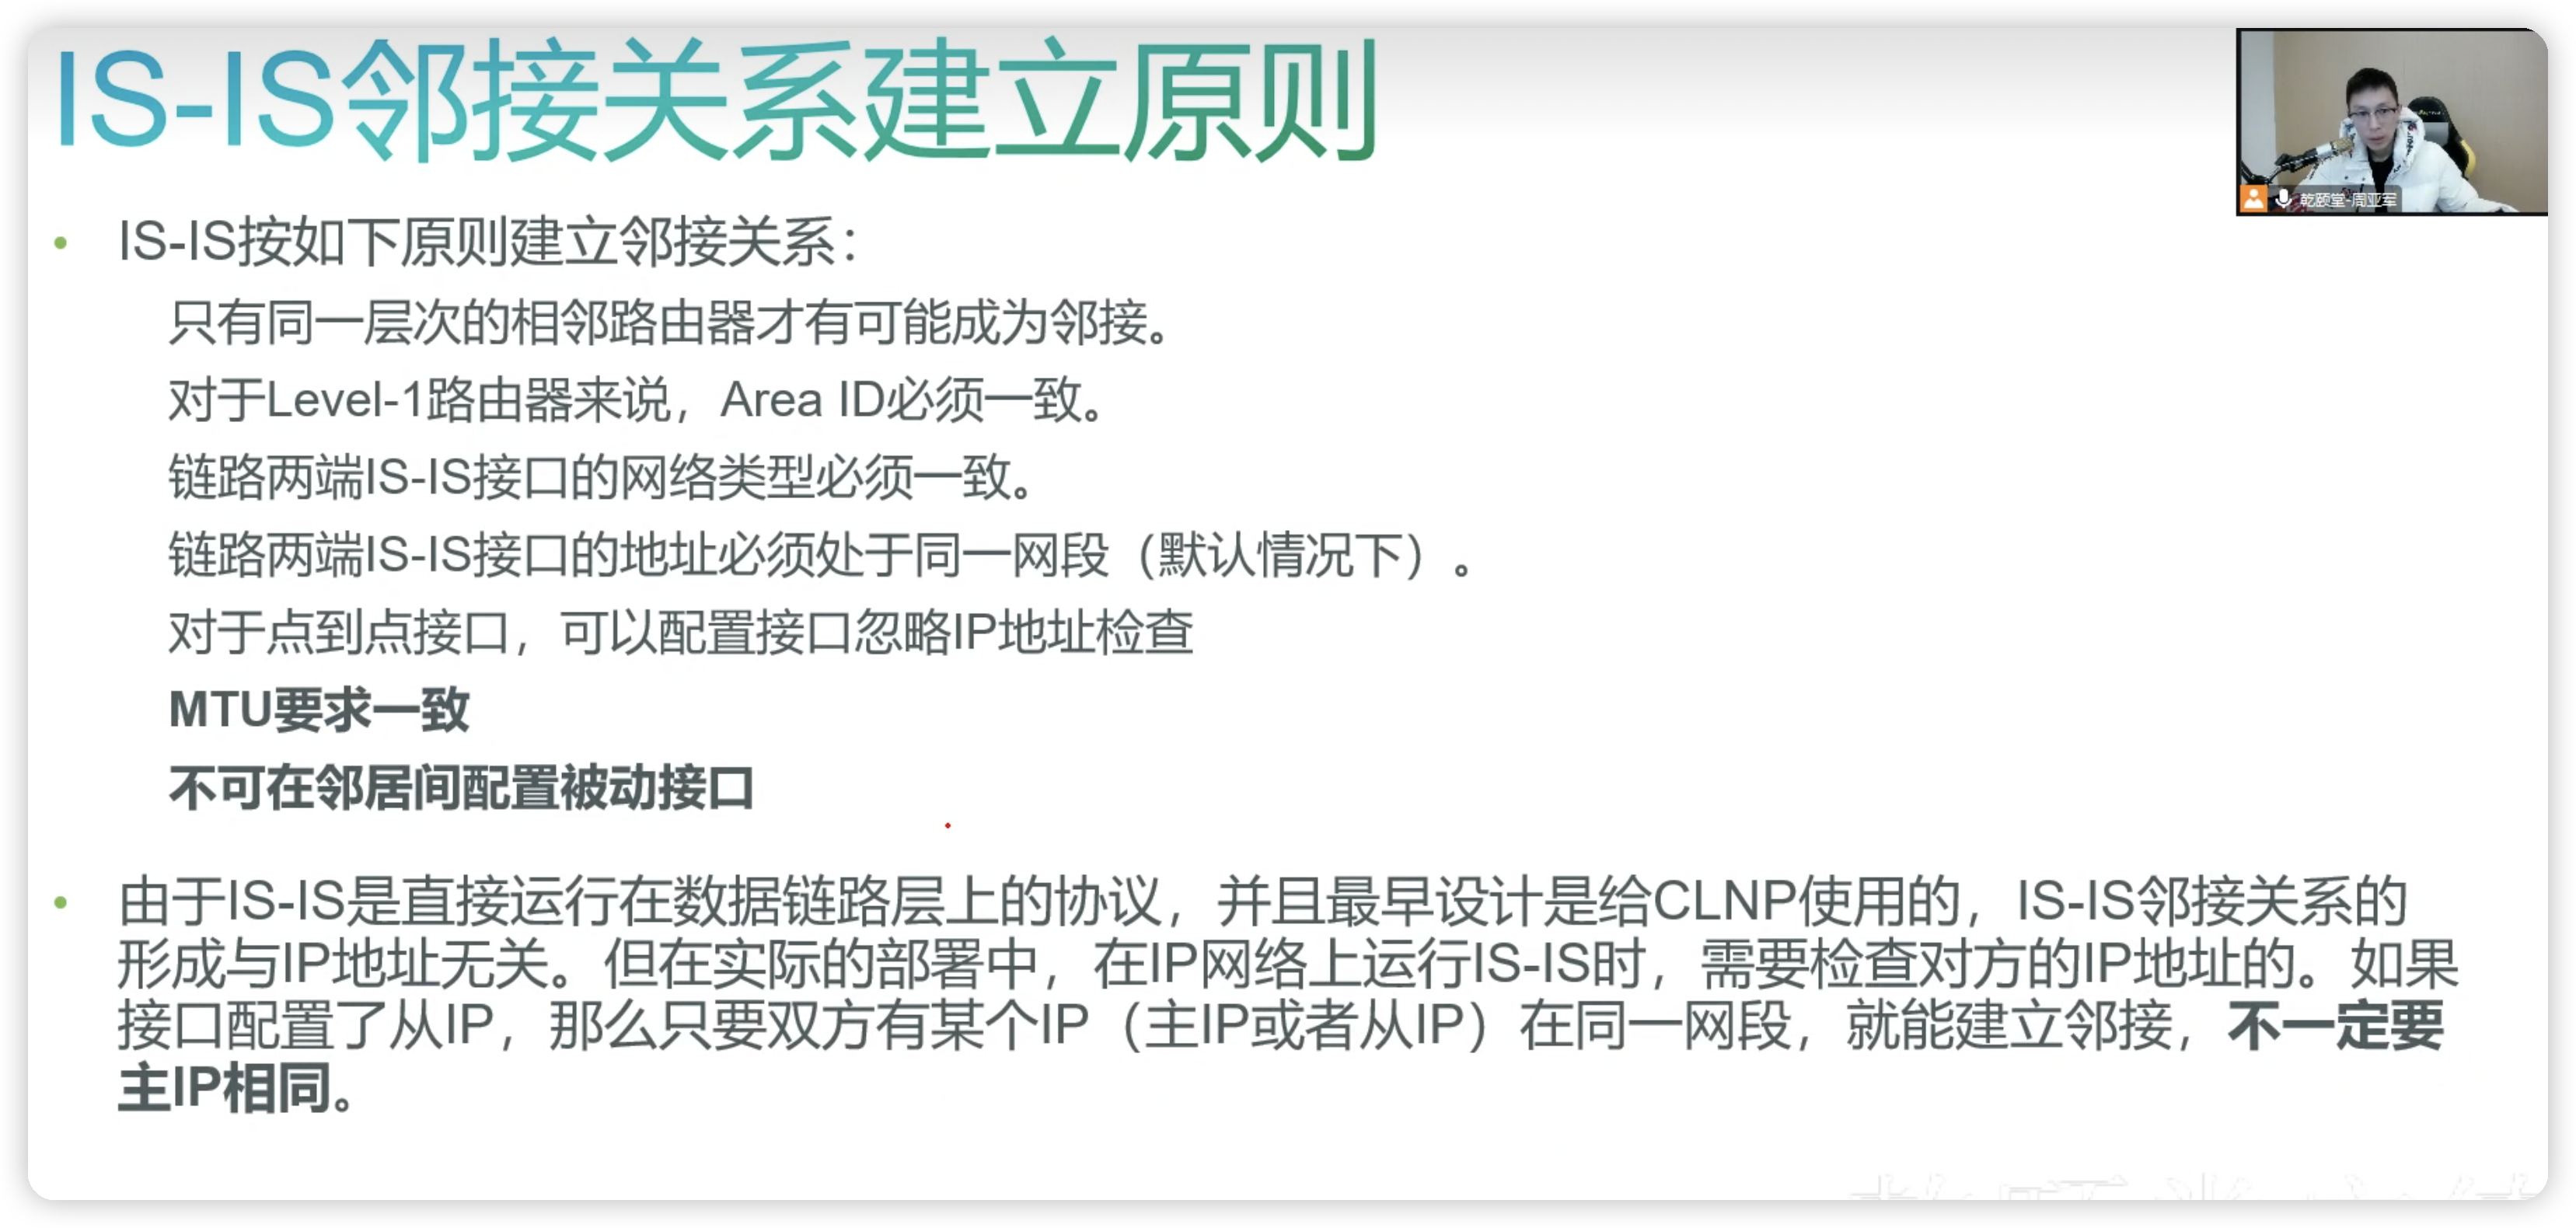 IS-IS邻接关系建立原则
乾颐堂-周亚军
IS-IS按如下原则建立邻接关系：
只有同一层次的相邻路由器才有可能成为邻接。
对于Level-1路由器来说，Area ID必须一致。
链路两端IS-IS接口的网络类型必须一致。
链路两端IS-IS接口的地址必须处于同一网段（默认情况下）。
对于点到点接口，可以配置接口忽略IP地址检查
MTU要求一致
不可在邻居间配置被动接口
由于IS-IS是直接运行在数据链路层上的协议，并且最早设计是给CLNP使用的，IS-IS邻接关系的
形成与IP地址无关。但在实际的部署中，在IP网络上运行IS-IS时，需要检查对方的IP地址的。如果
接口配置了从IP，那么只要双方有某个IP（主IP或者从IP）在同一网段，就能建立邻接，不一定要
主IP相同。